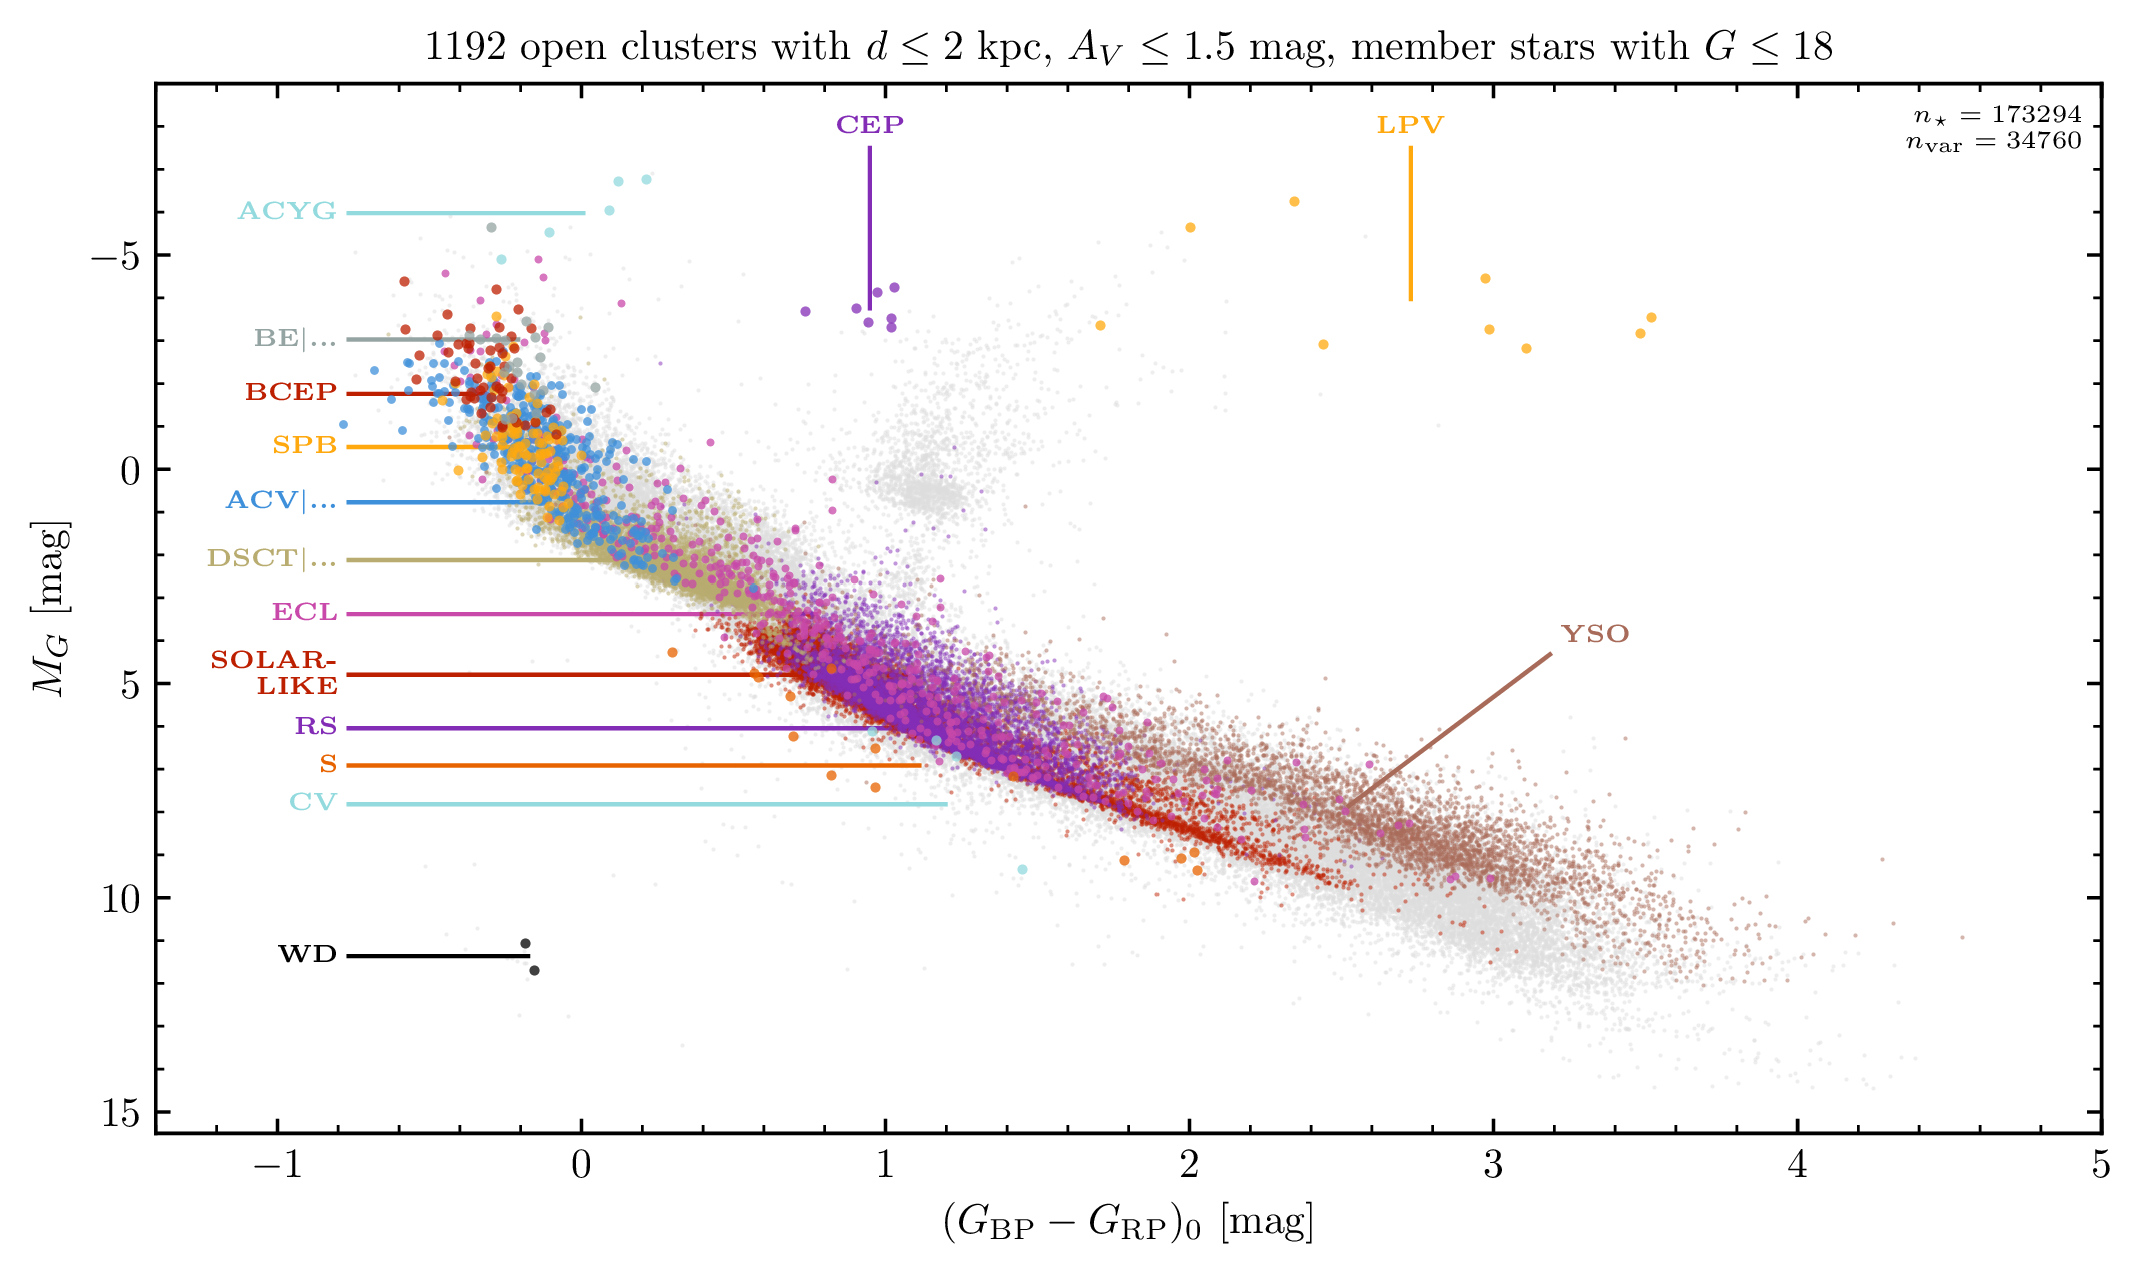 1192 open clusters with d ≤ 2 kpc, A_V ≤ 1.5 mag, member stars with G ≤ 18
n⋆ = 173294
n_var = 34760
CEP
LPV
ACYG
BE|...
BCEP
SPB
ACV|...
DSCT|...
ECL
SOLAR-
LIKE
RS
S
CV
WD
YSO
M_G [mag]
−5
0
5
10
15
−1 0 1 2 3 4 5
(G_BP − G_RP)_0 [mag]